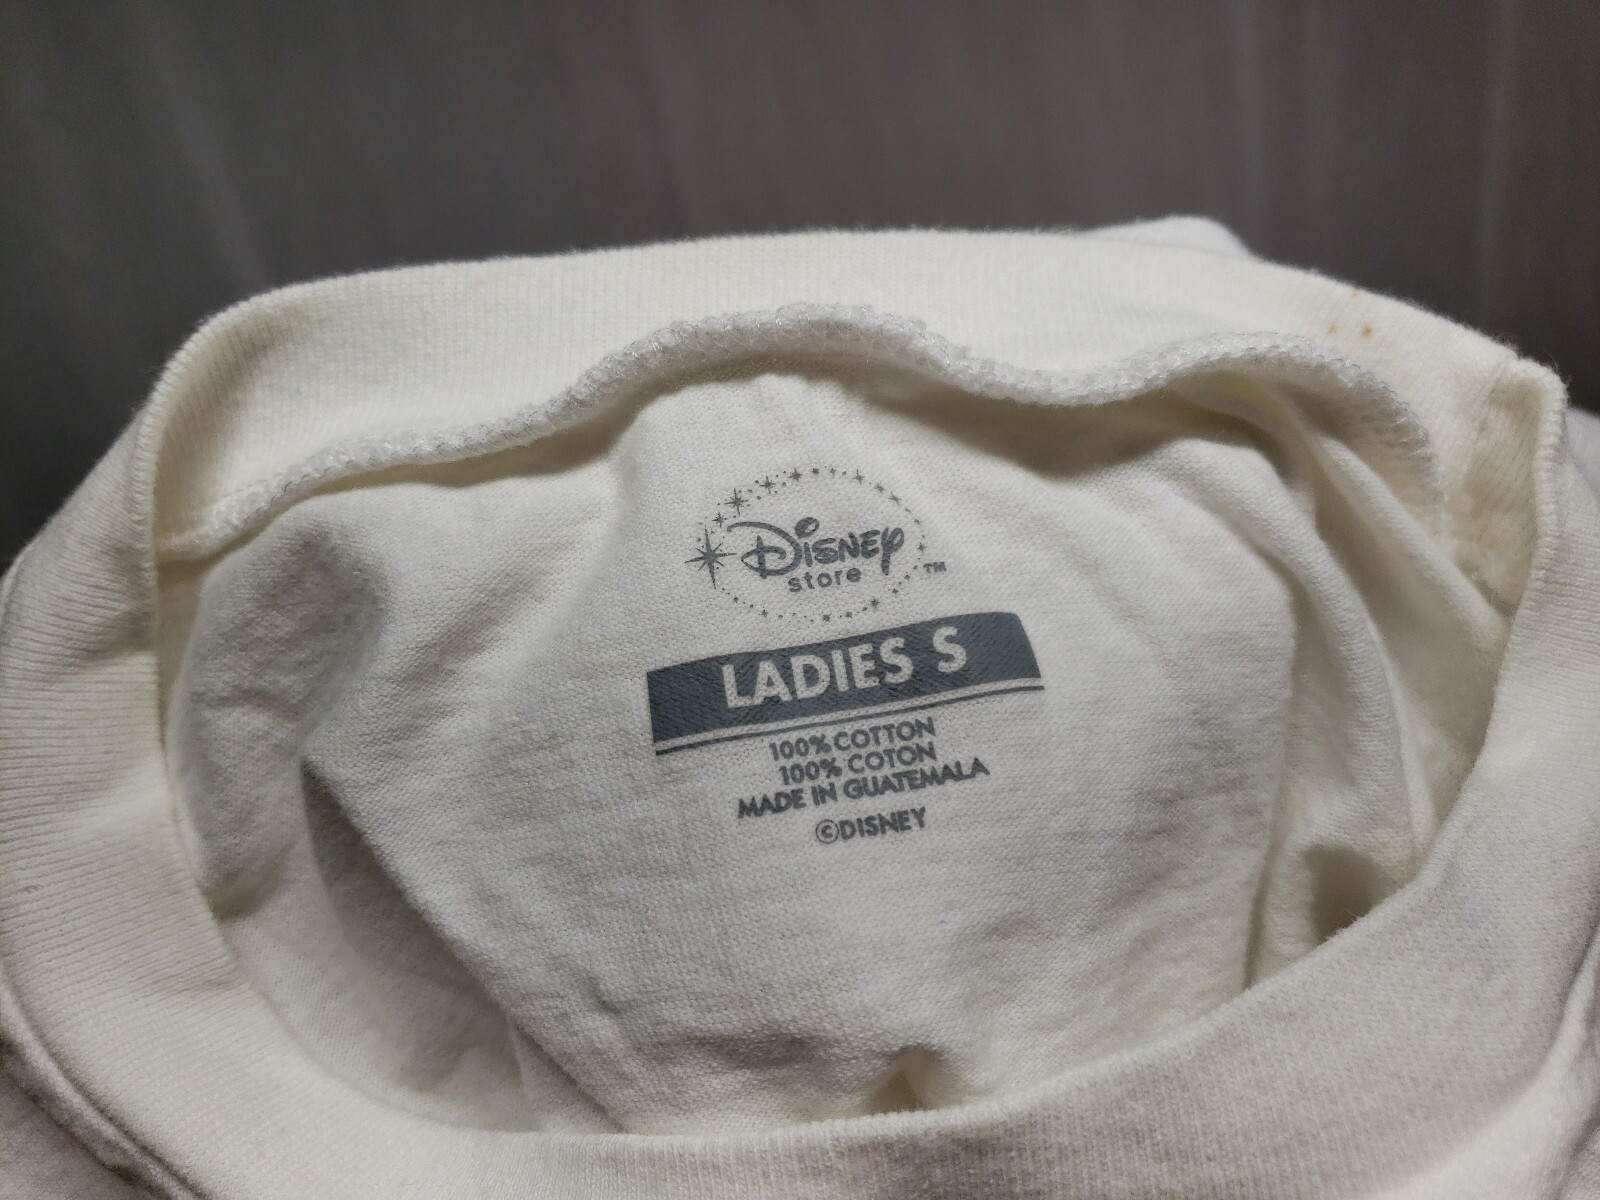 Disney
store ™
LADIES S
100% COTTON
100% COTON
MADE IN GUATEMALA
©DISNEY